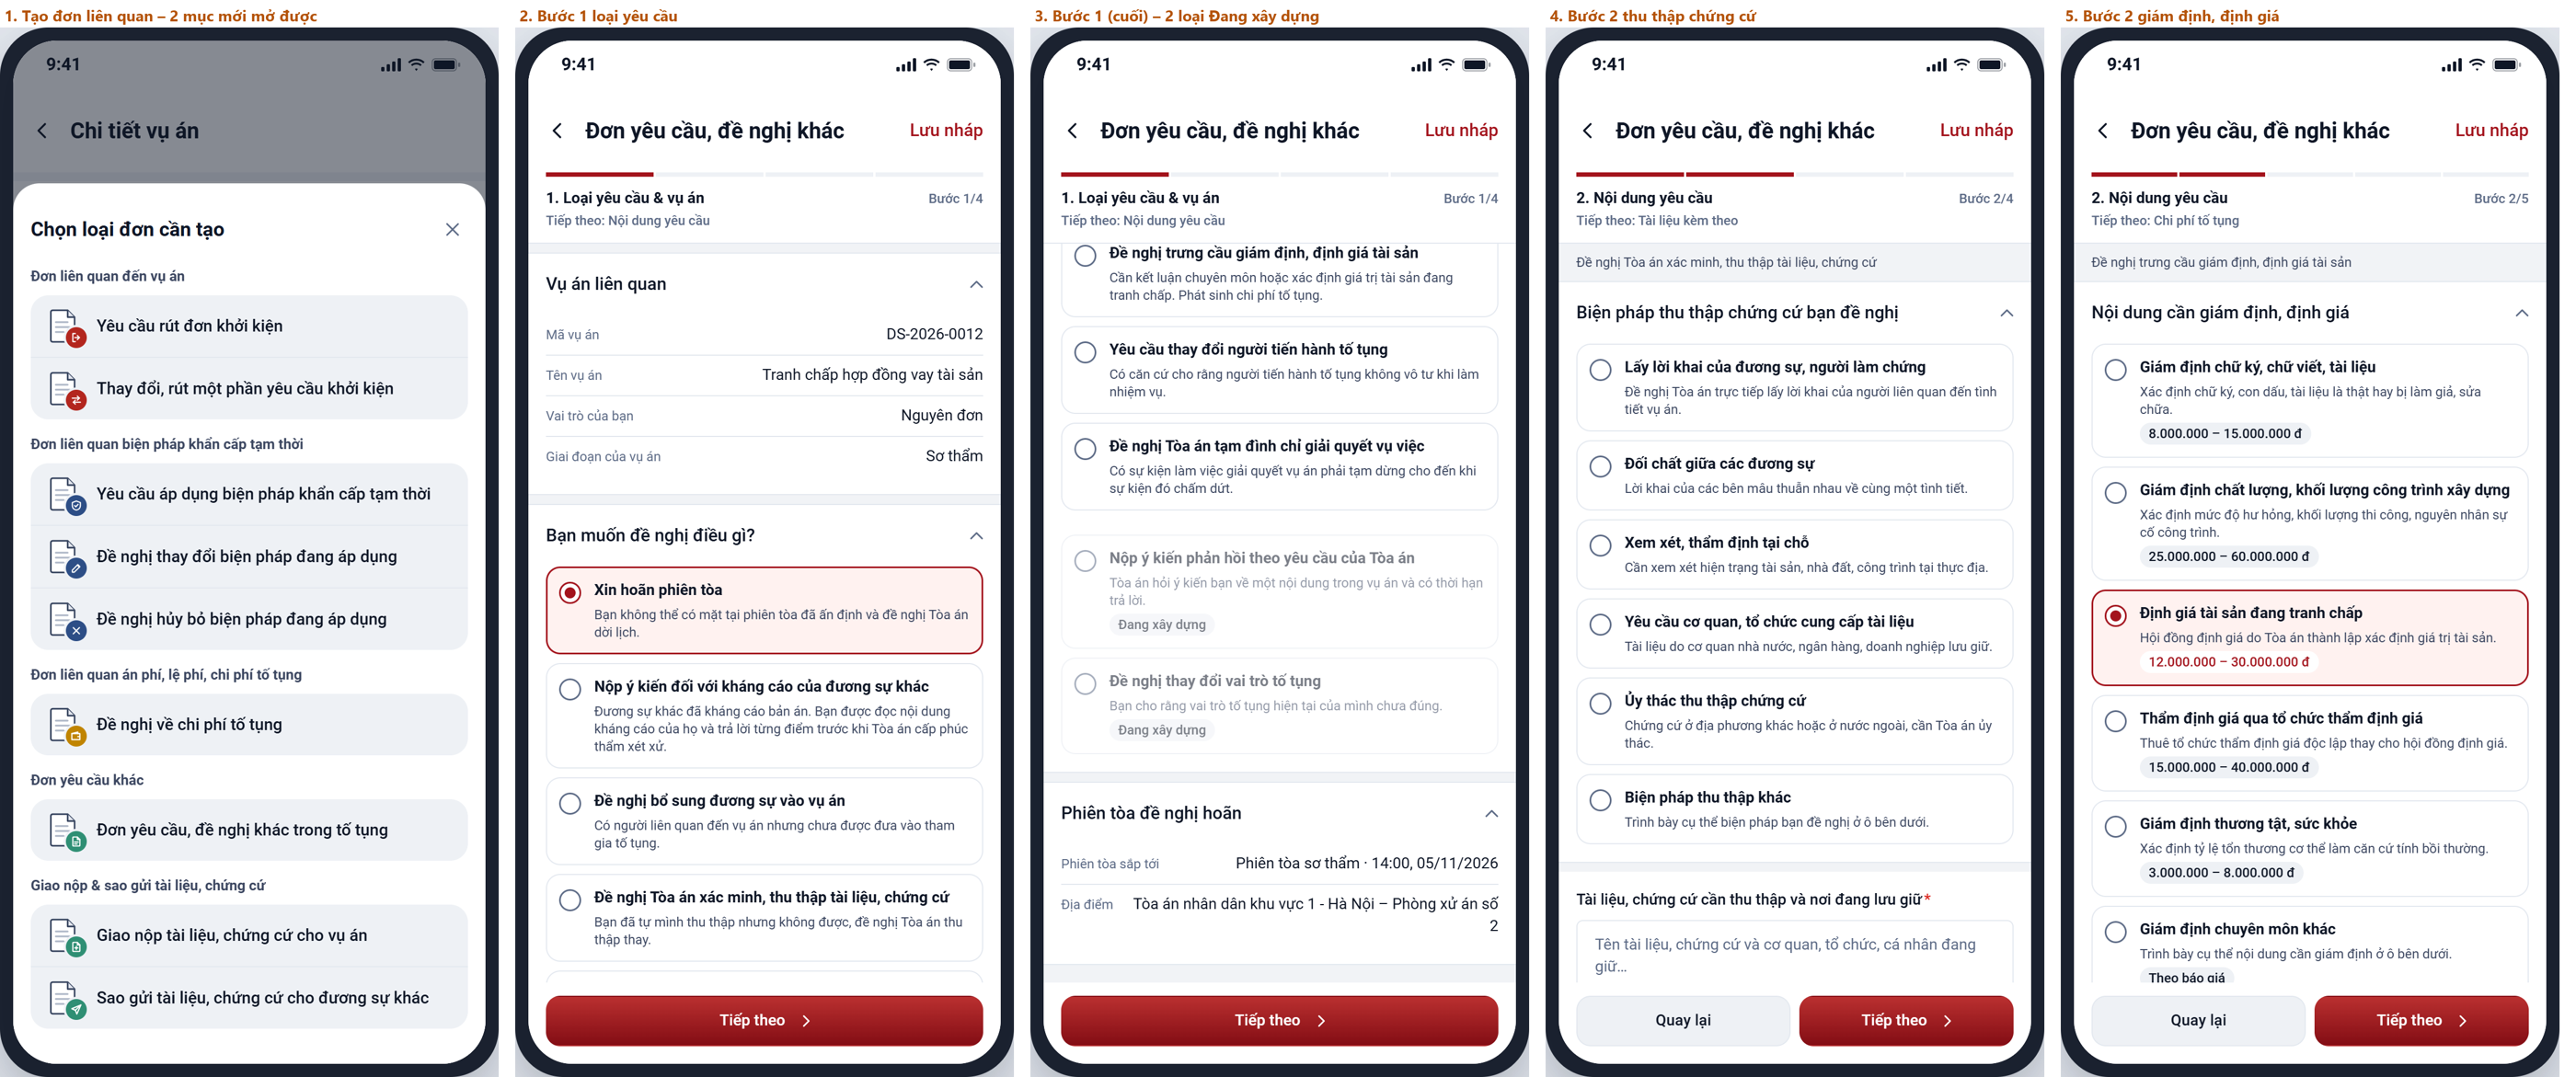 1. Tạo đơn liên quan – 2 mục mới mở được
9:41
Chi tiết vụ án
Chọn loại đơn cần tạo
Đơn liên quan đến vụ án
Yêu cầu rút đơn khởi kiện
Thay đổi, rút một phần yêu cầu khởi kiện
Đơn liên quan biện pháp khẩn cấp tạm thời
Yêu cầu áp dụng biện pháp khẩn cấp tạm thời
Đề nghị thay đổi biện pháp đang áp dụng
Đề nghị hủy bỏ biện pháp đang áp dụng
Đơn liên quan án phí, lệ phí, chi phí tố tụng
Đề nghị về chi phí tố tụng
Đơn yêu cầu khác
Đơn yêu cầu, đề nghị khác trong tố tụng
Giao nộp & sao gửi tài liệu, chứng cứ
Giao nộp tài liệu, chứng cứ cho vụ án
Sao gửi tài liệu, chứng cứ cho đương sự khác
2. Bước 1 loại yêu cầu
9:41
Đơn yêu cầu, đề nghị khác
Lưu nháp
1. Loại yêu cầu & vụ án
Bước 1/4
Tiếp theo: Nội dung yêu cầu
Vụ án liên quan
Mã vụ án
DS-2026-0012
Tên vụ án
Tranh chấp hợp đồng vay tài sản
Vai trò của bạn
Nguyên đơn
Giai đoạn của vụ án
Sơ thẩm
Bạn muốn đề nghị điều gì?
Xin hoãn phiên tòa
Bạn không thể có mặt tại phiên tòa đã ấn định và đề nghị Tòa án
dời lịch.
Nộp ý kiến đối với kháng cáo của đương sự khác
Đương sự khác đã kháng cáo bản án. Bạn được đọc nội dung
kháng cáo của họ và trả lời từng điểm trước khi Tòa án cấp phúc
thẩm xét xử.
Đề nghị bổ sung đương sự vào vụ án
Có người liên quan đến vụ án nhưng chưa được đưa vào tham
gia tố tụng.
Đề nghị Tòa án xác minh, thu thập tài liệu, chứng cứ
Bạn đã tự mình thu thập nhưng không được, đề nghị Tòa án thu
thập thay.
Tiếp theo
3. Bước 1 (cuối) – 2 loại Đang xây dựng
9:41
Đơn yêu cầu, đề nghị khác
Lưu nháp
1. Loại yêu cầu & vụ án
Bước 1/4
Tiếp theo: Nội dung yêu cầu
Đề nghị trưng cầu giám định, định giá tài sản
Cần kết luận chuyên môn hoặc xác định giá trị tài sản đang
tranh chấp. Phát sinh chi phí tố tụng.
Yêu cầu thay đổi người tiến hành tố tụng
Có căn cứ cho rằng người tiến hành tố tụng không vô tư khi làm
nhiệm vụ.
Đề nghị Tòa án tạm đình chỉ giải quyết vụ việc
Có sự kiện làm việc giải quyết vụ án phải tạm dừng cho đến khi
sự kiện đó chấm dứt.
Nộp ý kiến phản hồi theo yêu cầu của Tòa án
Tòa án hỏi ý kiến bạn về một nội dung trong vụ án và có thời hạn
trả lời.
Đang xây dựng
Đề nghị thay đổi vai trò tố tụng
Bạn cho rằng vai trò tố tụng hiện tại của mình chưa đúng.
Đang xây dựng
Phiên tòa đề nghị hoãn
Phiên tòa sắp tới
Phiên tòa sơ thẩm · 14:00, 05/11/2026
Địa điểm
Tòa án nhân dân khu vực 1 - Hà Nội – Phòng xử án số
2
Tiếp theo
4. Bước 2 thu thập chứng cứ
9:41
Đơn yêu cầu, đề nghị khác
Lưu nháp
2. Nội dung yêu cầu
Bước 2/4
Tiếp theo: Tài liệu kèm theo
Đề nghị Tòa án xác minh, thu thập tài liệu, chứng cứ
Biện pháp thu thập chứng cứ bạn đề nghị
Lấy lời khai của đương sự, người làm chứng
Đề nghị Tòa án trực tiếp lấy lời khai của người liên quan đến tình
tiết vụ án.
Đối chất giữa các đương sự
Lời khai của các bên mâu thuẫn nhau về cùng một tình tiết.
Xem xét, thẩm định tại chỗ
Cần xem xét hiện trạng tài sản, nhà đất, công trình tại thực địa.
Yêu cầu cơ quan, tổ chức cung cấp tài liệu
Tài liệu do cơ quan nhà nước, ngân hàng, doanh nghiệp lưu giữ.
Ủy thác thu thập chứng cứ
Chứng cứ ở địa phương khác hoặc ở nước ngoài, cần Tòa án ủy
thác.
Biện pháp thu thập khác
Trình bày cụ thể biện pháp bạn đề nghị ở ô bên dưới.
Tài liệu, chứng cứ cần thu thập và nơi đang lưu giữ*
Tên tài liệu, chứng cứ và cơ quan, tổ chức, cá nhân đang
giữ...
Quay lại
Tiếp theo
5. Bước 2 giám định, định giá
9:41
Đơn yêu cầu, đề nghị khác
Lưu nháp
2. Nội dung yêu cầu
Bước 2/5
Tiếp theo: Chi phí tố tụng
Đề nghị trưng cầu giám định, định giá tài sản
Nội dung cần giám định, định giá
Giám định chữ ký, chữ viết, tài liệu
Xác định chữ ký, con dấu, tài liệu là thật hay bị làm giả, sửa
chữa.
8.000.000 – 15.000.000 đ
Giám định chất lượng, khối lượng công trình xây dựng
Xác định mức độ hư hỏng, khối lượng thi công, nguyên nhân sự
cố công trình.
25.000.000 – 60.000.000 đ
Định giá tài sản đang tranh chấp
Hội đồng định giá do Tòa án thành lập xác định giá trị tài sản.
12.000.000 – 30.000.000 đ
Thẩm định giá qua tổ chức thẩm định giá
Thuê tổ chức thẩm định giá độc lập thay cho hội đồng định giá.
15.000.000 – 40.000.000 đ
Giám định thương tật, sức khỏe
Xác định tỷ lệ tổn thương cơ thể làm căn cứ tính bồi thường.
3.000.000 – 8.000.000 đ
Giám định chuyên môn khác
Trình bày cụ thể nội dung cần giám định ở ô bên dưới.
Theo báo giá
Quay lại
Tiếp theo